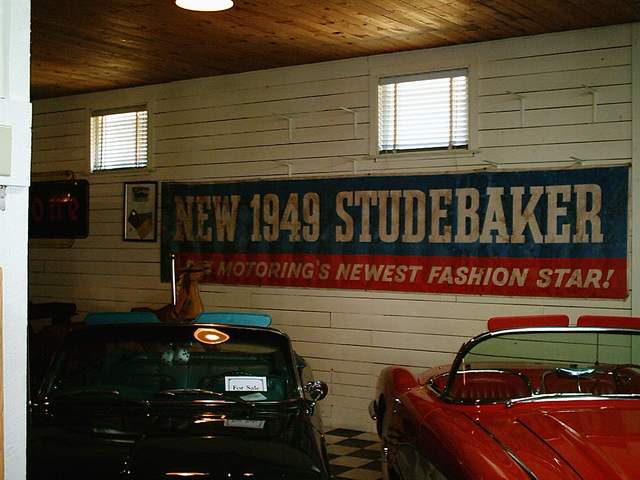 NEW 1949 STUDEBAKER
MOTORING'S NEWEST FASHION STAR!
For Sale